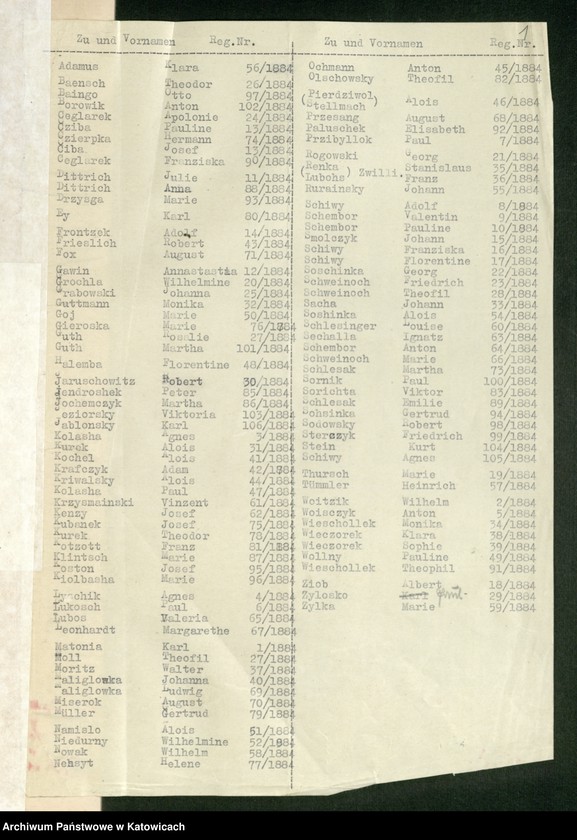 1
Zu und Vornamen Reg.Nr.
Adamus Klara 56/1884
Baensch Theodor 26/1884
Baingo Otto 97/1884
Borowik Anton 102/1884
Ceglarek Apolonie 24/1884
Cziba Pauline 13/1884
Czierpka Hermann 74/1884
Ciba Josef 13/1884
Ceglarek Franziska 90/1884
Dittrich Julie 11/1884
Dittrich Anna 88/1884
Drzysga Marie 93/1884
Ey Karl 80/1884
Frontzek Adolf 14/1884
Frieslich Robert 43/1884
Fox August 71/1884
Gawin Annastastia 12/1884
Grochla Wilhelmine 20/1884
Grabowski Johanna 25/1884
Guttmann Monika 32/1884
Goj Marie 50/1884
Gieroska Marie 76/1884
Guth Rosalie 27/1884
Guth Martha 101/1884
Halemba Florentine 48/1884
Jaruschowitz Robert 30/1884
Jendroshek Peter 85/1884
Jochemczyk Martha 86/1884
Jeziorsky Viktoria 103/1884
Jablonsky Karl 106/1884
Kolasha Agnes 3/1884
Kurek Alois 31/1884
Kochel Alois 41/1884
Krafczyk Adam 42/1884
Kriwalsky Alois 44/1884
Kolasha Paul 47/1884
Krzysmainski Vinzent 61/1884
Kenzy Josef 62/1884
Kubanek Josef 75/1884
Kurek Theodor 78/1884
Kotzott Franz 81/1884
Klintsch Marie 87/1884
Koston Josef 95/1884
Kiolbasha Marie 96/1884
Lynchik Agnes 4/1884
Lukosch Paul 6/1884
Lubos Valeria 65/1884
Leonhardt Margarethe 67/1884
Matonia Karl 1/1884
Moll Theofil 27/1884
Moritz Walter 37/1884
Maliglowka Johanna 40/1884
Maliglowka Ludwig 69/1884
Miserok August 70/1884
Müller Gertrud 79/1884
Namislo Alois 51/1884
Niedurny Wilhelmine 52/1884
Nowak Wilhelm 58/1884
Nehsyt Helene 77/1884
Zu und Vornamen Reg.Nr.
Ochmann Anton 45/1884
Olschowsky Theofil 82/1884
(Pierdziwol)
(Stellmach Alois 46/1884
Przesang August 68/1884
Paluschek Elisabeth 92/1884
Przibyllok Paul 7/1884
Rogowski Georg 21/1884
(Renka Stanislaus 35/1884
(Lubchs) Zwilli. Franz 36/1884
Rurainsky Johann 55/1884
Schiwy Adolf 8/1884
Schembor Valentin 9/1884
Schembor Pauline 10/1884
Smolczyk Johann 15/1884
Schiwy Franziska 16/1884
Schiwy Florentine 17/1884
Soschinka Georg 22/1884
Schweinoch Friedrich 23/1884
Schweinoch Theofil 28/1884
Sacha Johann 33/1884
Soshinka Alois 54/1884
Schlesinger Louise 60/1884
Sechalla Ignatz 63/1884
Schembor Anton 64/1884
Schweinoch Marie 66/1884
Schlesak Martha 73/1884
Sornik Paul 100/1884
Sorichta Viktor 83/1884
Schlesak Emilie 89/1884
Sohsinka Gertrud 94/1884
Sodowsky Robert 98/1884
Sterczyk Friedrich 99/1884
Stein Kurt 104/1884
Schiwy Agnes 105/1884
Thursch Marie 19/1884
Tümmler Heinrich 57/1884
Woitzik Wilhelm 2/1884
Woisczyk Anton 5/1884
Wieschollek Monika 34/1884
Wieczorek Klara 38/1884
Wieczorek Sophie 39/1884
Wollny Pauline 49/1884
Wieschollek Theophil 91/1884
Ziob Albert 18/1884
Zylosko Karl 29/1884
Zylka Marie 59/1884
Archiwum Państwowe w Katowicach